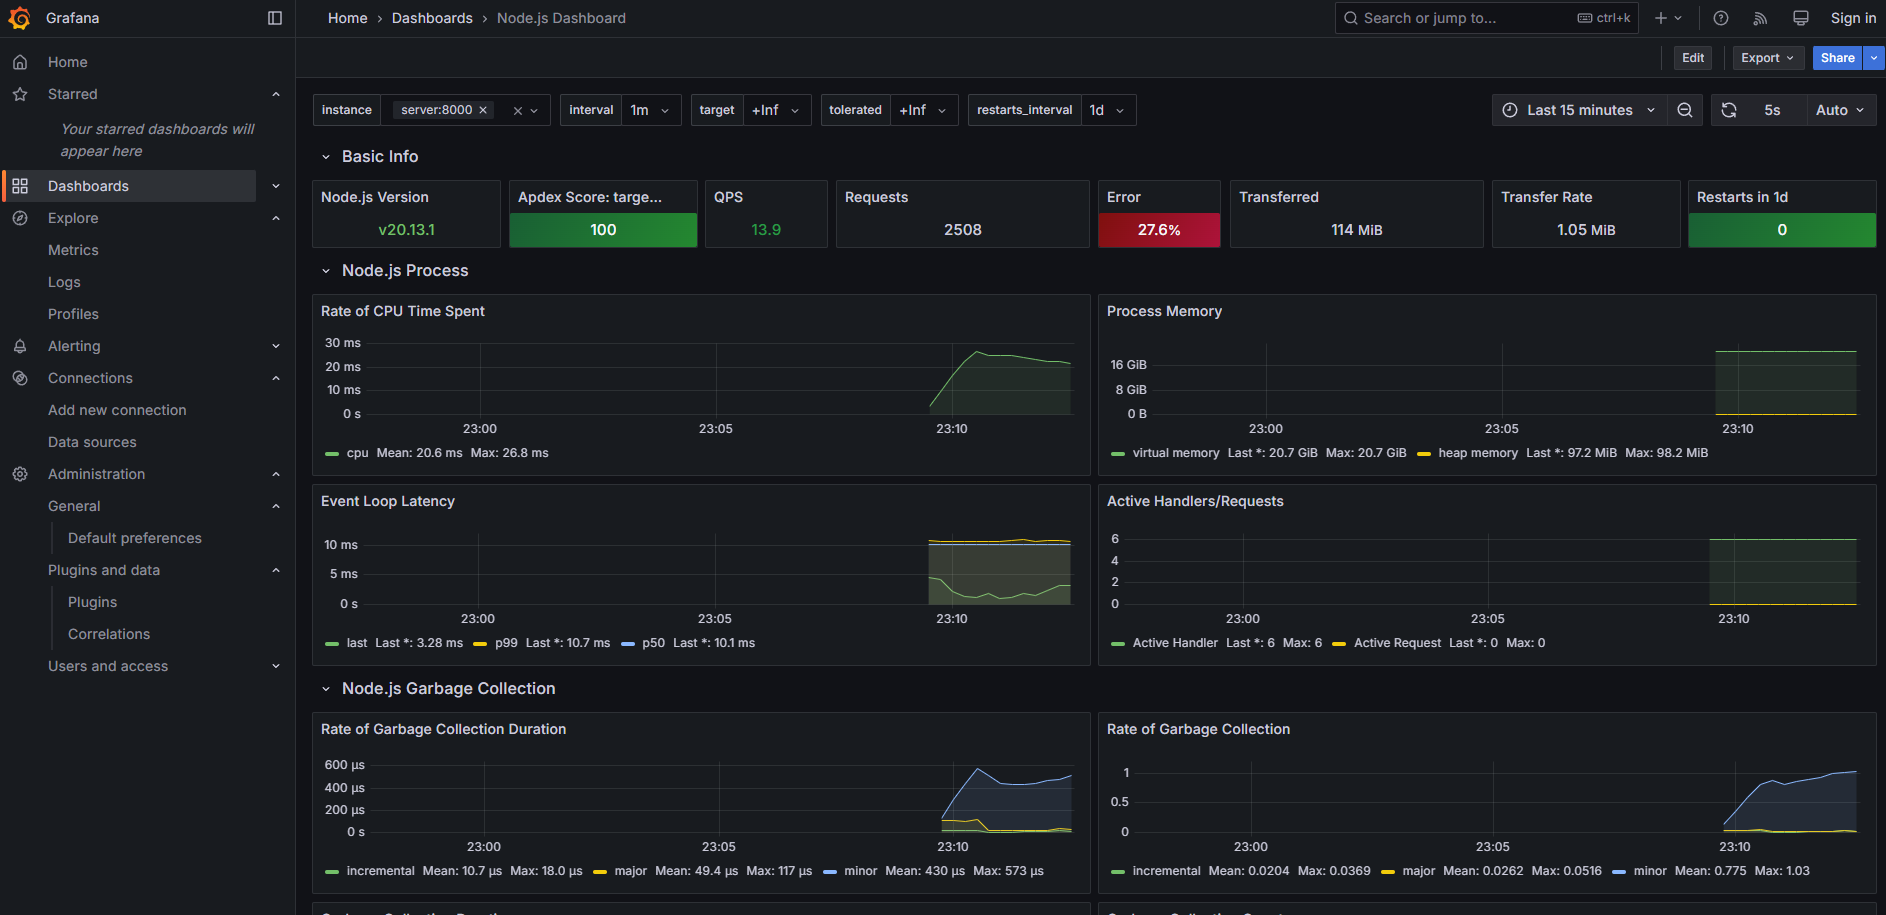 Grafana
Home › Dashboards › Node.js Dashboard
Search or jump to... ctrl+k
Sign in
Home
Starred
Your starred dashboards will
appear here
Dashboards
Explore
Metrics
Logs
Profiles
Alerting
Connections
Add new connection
Data sources
Administration
General
Default preferences
Plugins and data
Plugins
Correlations
Users and access
Edit
Export
Share
instance server:8000
interval 1m
target +Inf
tolerated +Inf
restarts_interval 1d
Last 15 minutes
5s
Auto
Basic Info
Node.js Version
v20.13.1
Apdex Score: targe...
100
QPS
13.9
Requests
2508
Error
27.6%
Transferred
114 MiB
Transfer Rate
1.05 MiB
Restarts in 1d
0
Node.js Process
Rate of CPU Time Spent
30 ms
20 ms
10 ms
0 s
23:00 23:05 23:10
cpu Mean: 20.6 ms Max: 26.8 ms
Process Memory
16 GiB
8 GiB
0 B
23:00 23:05 23:10
virtual memory Last *: 20.7 GiB Max: 20.7 GiB heap memory Last *: 97.2 MiB Max: 98.2 MiB
Event Loop Latency
10 ms
5 ms
0 s
23:00 23:05 23:10
last Last *: 3.28 ms p99 Last *: 10.7 ms p50 Last *: 10.1 ms
Active Handlers/Requests
6
4
2
0
23:00 23:05 23:10
Active Handler Last *: 6 Max: 6 Active Request Last *: 0 Max: 0
Node.js Garbage Collection
Rate of Garbage Collection Duration
600 µs
400 µs
200 µs
0 s
23:00 23:05 23:10
incremental Mean: 10.7 µs Max: 18.0 µs major Mean: 49.4 µs Max: 117 µs minor Mean: 430 µs Max: 573 µs
Rate of Garbage Collection
1
0.5
0
23:00 23:05 23:10
incremental Mean: 0.0204 Max: 0.0369 major Mean: 0.0262 Max: 0.0516 minor Mean: 0.775 Max: 1.03